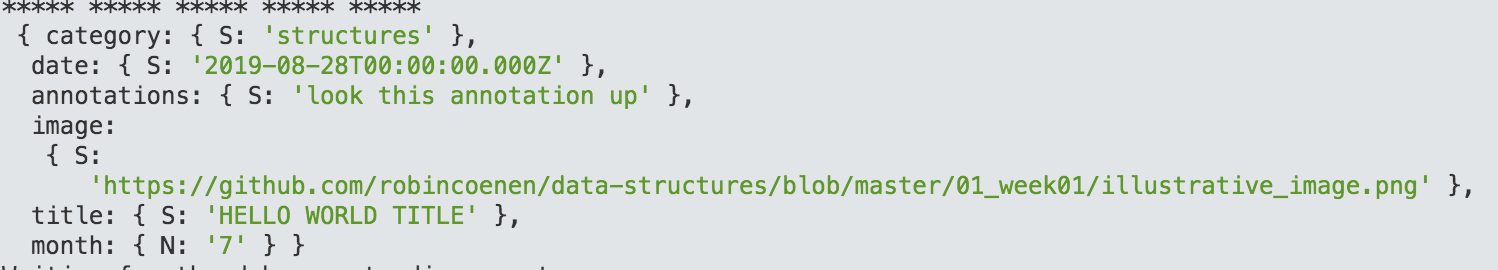 ***** ***** ***** ***** *****
{ category: { S: 'structures' },
date: { S: '2019-08-28T00:00:00.000Z' },
annotations: { S: 'look this annotation up' },
image:
{ S:
'https://github.com/robincoenen/data-structures/blob/master/01_week01/illustrative_image.png' },
title: { S: 'HELLO WORLD TITLE' },
month: { N: '7' } }